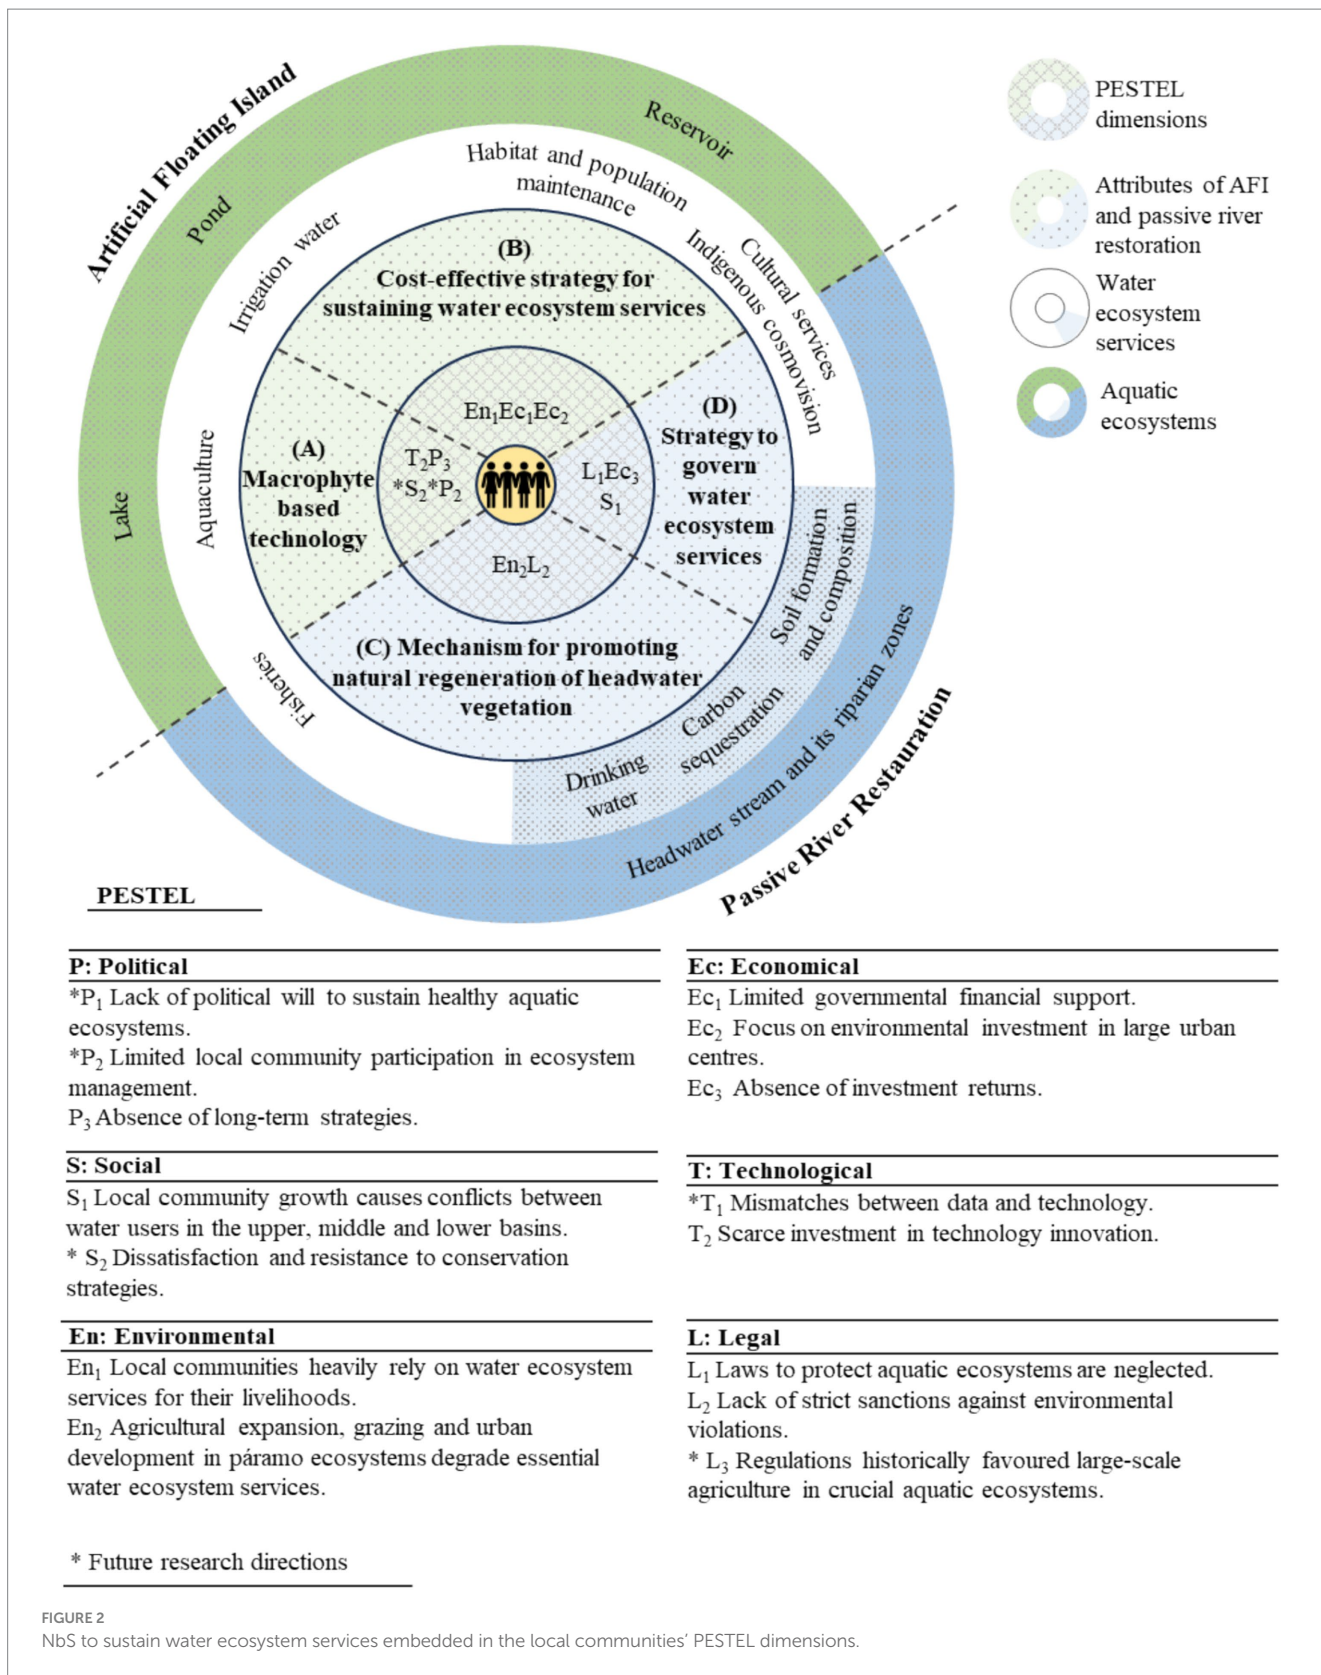 Artificial Floating Island
Reservoir
Pond
Lake
Habitat and population
maintenance
Irrigation water
Aquaculture
Fisheries
Cultural services
Indigenous cosmovision
(B)
Cost-effective strategy for
sustaining water ecosystem services
(A)
Macrophyte
based
technology
(D)
Strategy to
govern
water
ecosystem
services
(C) Mechanism for promoting
natural regeneration of headwater
vegetation
En₁Ec₁Ec₂
T₂P₃
*S₂*P₂
L₁Ec₃
S₁
En₂L₂
Soil formation
and composition
Carbon
sequestration
Drinking
water
Headwater stream and its riparian zones
Passive River Restauration
PESTEL
dimensions
Attributes of AFI
and passive river
restoration
Water
ecosystem
services
Aquatic
ecosystems
PESTEL
P: Political
*P₁ Lack of political will to sustain healthy aquatic
ecosystems.
*P₂ Limited local community participation in ecosystem
management.
P₃ Absence of long-term strategies.
Ec: Economical
Ec₁ Limited governmental financial support.
Ec₂ Focus on environmental investment in large urban
centres.
Ec₃ Absence of investment returns.
S: Social
S₁ Local community growth causes conflicts between
water users in the upper, middle and lower basins.
* S₂ Dissatisfaction and resistance to conservation
strategies.
T: Technological
*T₁ Mismatches between data and technology.
T₂ Scarce investment in technology innovation.
En: Environmental
En₁ Local communities heavily rely on water ecosystem
services for their livelihoods.
En₂ Agricultural expansion, grazing and urban
development in páramo ecosystems degrade essential
water ecosystem services.
L: Legal
L₁ Laws to protect aquatic ecosystems are neglected.
L₂ Lack of strict sanctions against environmental
violations.
* L₃ Regulations historically favoured large-scale
agriculture in crucial aquatic ecosystems.
* Future research directions
FIGURE 2
NbS to sustain water ecosystem services embedded in the local communities' PESTEL dimensions.